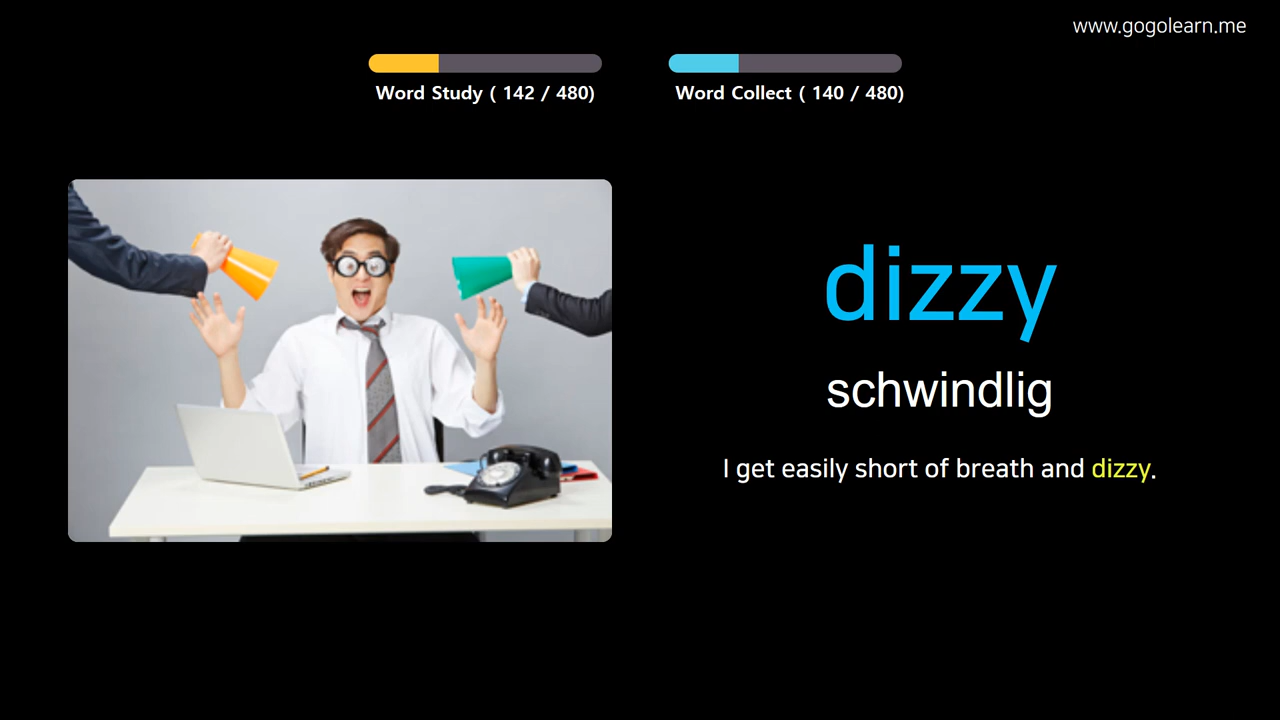 www.gogolearn.me
Word Study ( 142 / 480)
Word Collect ( 140 / 480)
dizzy
schwindlig
I get easily short of breath and dizzy.